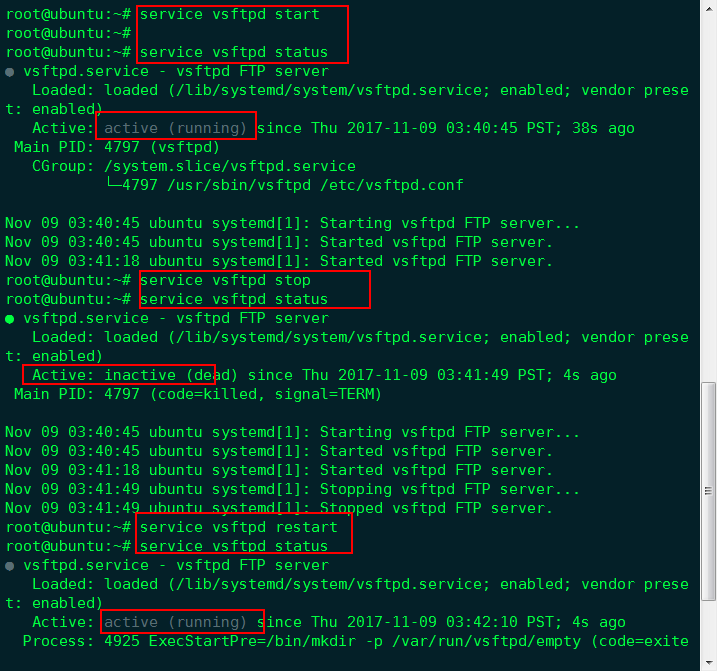 root@ubuntu:~# service vsftpd start
root@ubuntu:~#
root@ubuntu:~# service vsftpd status
● vsftpd.service - vsftpd FTP server
   Loaded: loaded (/lib/systemd/system/vsftpd.service; enabled; vendor prese
t: enabled)
   Active: active (running) since Thu 2017-11-09 03:40:45 PST; 38s ago
 Main PID: 4797 (vsftpd)
   CGroup: /system.slice/vsftpd.service
           └─4797 /usr/sbin/vsftpd /etc/vsftpd.conf

Nov 09 03:40:45 ubuntu systemd[1]: Starting vsftpd FTP server...
Nov 09 03:40:45 ubuntu systemd[1]: Started vsftpd FTP server.
Nov 09 03:41:18 ubuntu systemd[1]: Started vsftpd FTP server.
root@ubuntu:~# service vsftpd stop
root@ubuntu:~# service vsftpd status
● vsftpd.service - vsftpd FTP server
   Loaded: loaded (/lib/systemd/system/vsftpd.service; enabled; vendor prese
t: enabled)
   Active: inactive (dead) since Thu 2017-11-09 03:41:49 PST; 4s ago
 Main PID: 4797 (code=killed, signal=TERM)

Nov 09 03:40:45 ubuntu systemd[1]: Starting vsftpd FTP server...
Nov 09 03:40:45 ubuntu systemd[1]: Started vsftpd FTP server.
Nov 09 03:41:18 ubuntu systemd[1]: Started vsftpd FTP server.
Nov 09 03:41:49 ubuntu systemd[1]: Stopping vsftpd FTP server...
Nov 09 03:41:49 ubuntu systemd[1]: Stopped vsftpd FTP server.
root@ubuntu:~# service vsftpd restart
root@ubuntu:~# service vsftpd status
● vsftpd.service - vsftpd FTP server
   Loaded: loaded (/lib/systemd/system/vsftpd.service; enabled; vendor prese
t: enabled)
   Active: active (running) since Thu 2017-11-09 03:42:10 PST; 4s ago
  Process: 4925 ExecStartPre=/bin/mkdir -p /var/run/vsftpd/empty (code=exite